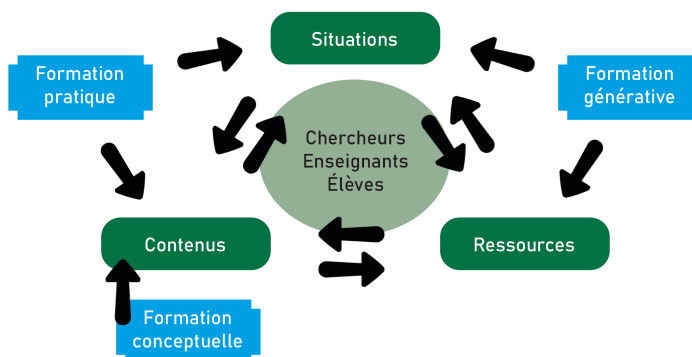 Situations
Formation
pratique
Formation
générative
Chercheurs
Enseignants
Élèves
Contenus
Ressources
Formation
conceptuelle